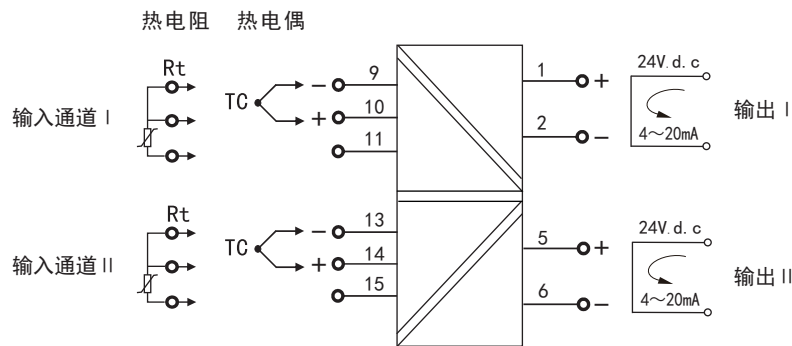 热电阻 热电偶
Rt
TC
输入通道 I
− 9
+ 10
11
1 +
2 −
24V.d.c
4～20mA
输出 I
Rt
TC
输入通道 II
− 13
+ 14
15
5 +
6 −
24V.d.c
4～20mA
输出 II